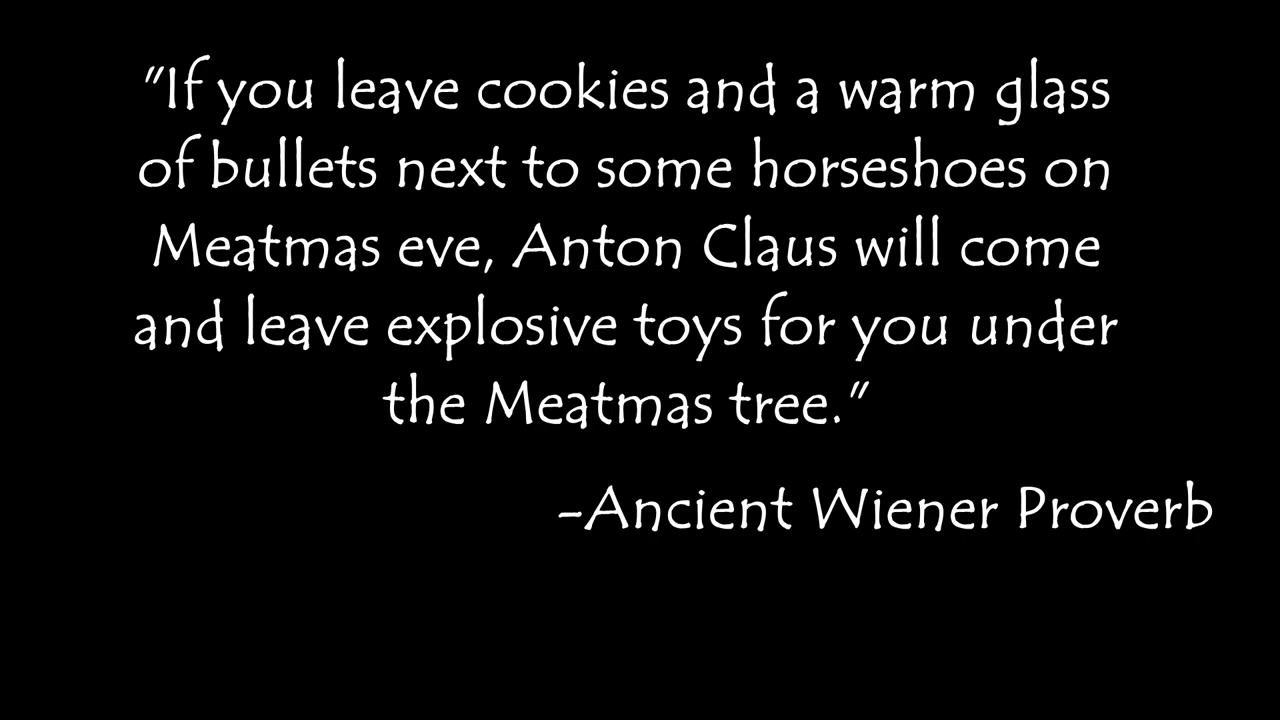 "If you leave cookies and a warm glass
of bullets next to some horseshoes on
Meatmas eve, Anton Claus will come
and leave explosive toys for you under
the Meatmas tree."
-Ancient Wiener Proverb